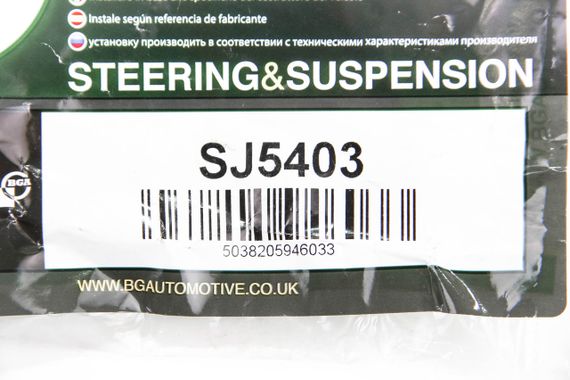 Instale según referencia de fabricante
установку производить в соответствии с техническими характеристиками производителя
STEERING&SUSPENSION
SJ5403
BGA
5038205946033
WWW.BGAUTOMOTIVE.CO.UK